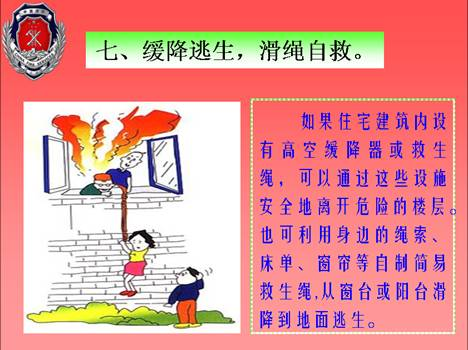 七、缓降逃生，滑绳自救。
如果住宅建筑内设
有高空缓降器或救生
绳，可以通过这些设施
安全地离开危险的楼层。
也可利用身边的绳索、
床单、窗帘等自制简易
救生绳,从窗台或阳台滑
降到地面逃生。